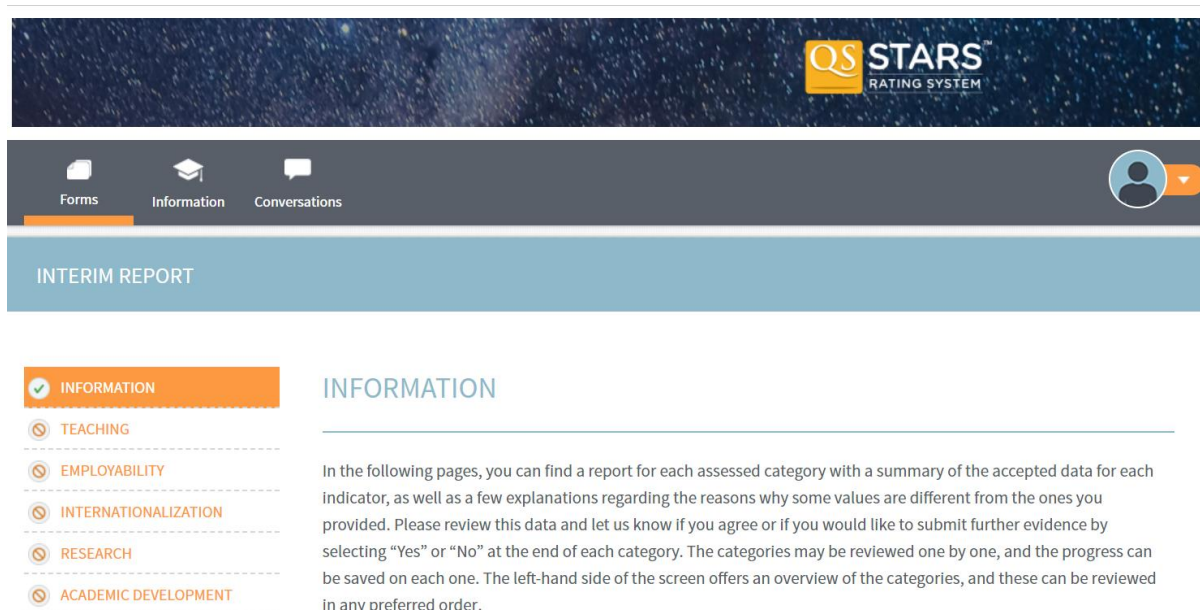 QS STARS™
RATING SYSTEM
Forms
Information
Conversations
INTERIM REPORT
INFORMATION
TEACHING
EMPLOYABILITY
INTERNATIONALIZATION
RESEARCH
ACADEMIC DEVELOPMENT
INFORMATION
In the following pages, you can find a report for each assessed category with a summary of the accepted data for each
indicator, as well as a few explanations regarding the reasons why some values are different from the ones you
provided. Please review this data and let us know if you agree or if you would like to submit further evidence by
selecting “Yes” or “No” at the end of each category. The categories may be reviewed one by one, and the progress can
be saved on each one. The left-hand side of the screen offers an overview of the categories, and these can be reviewed
in any preferred order.